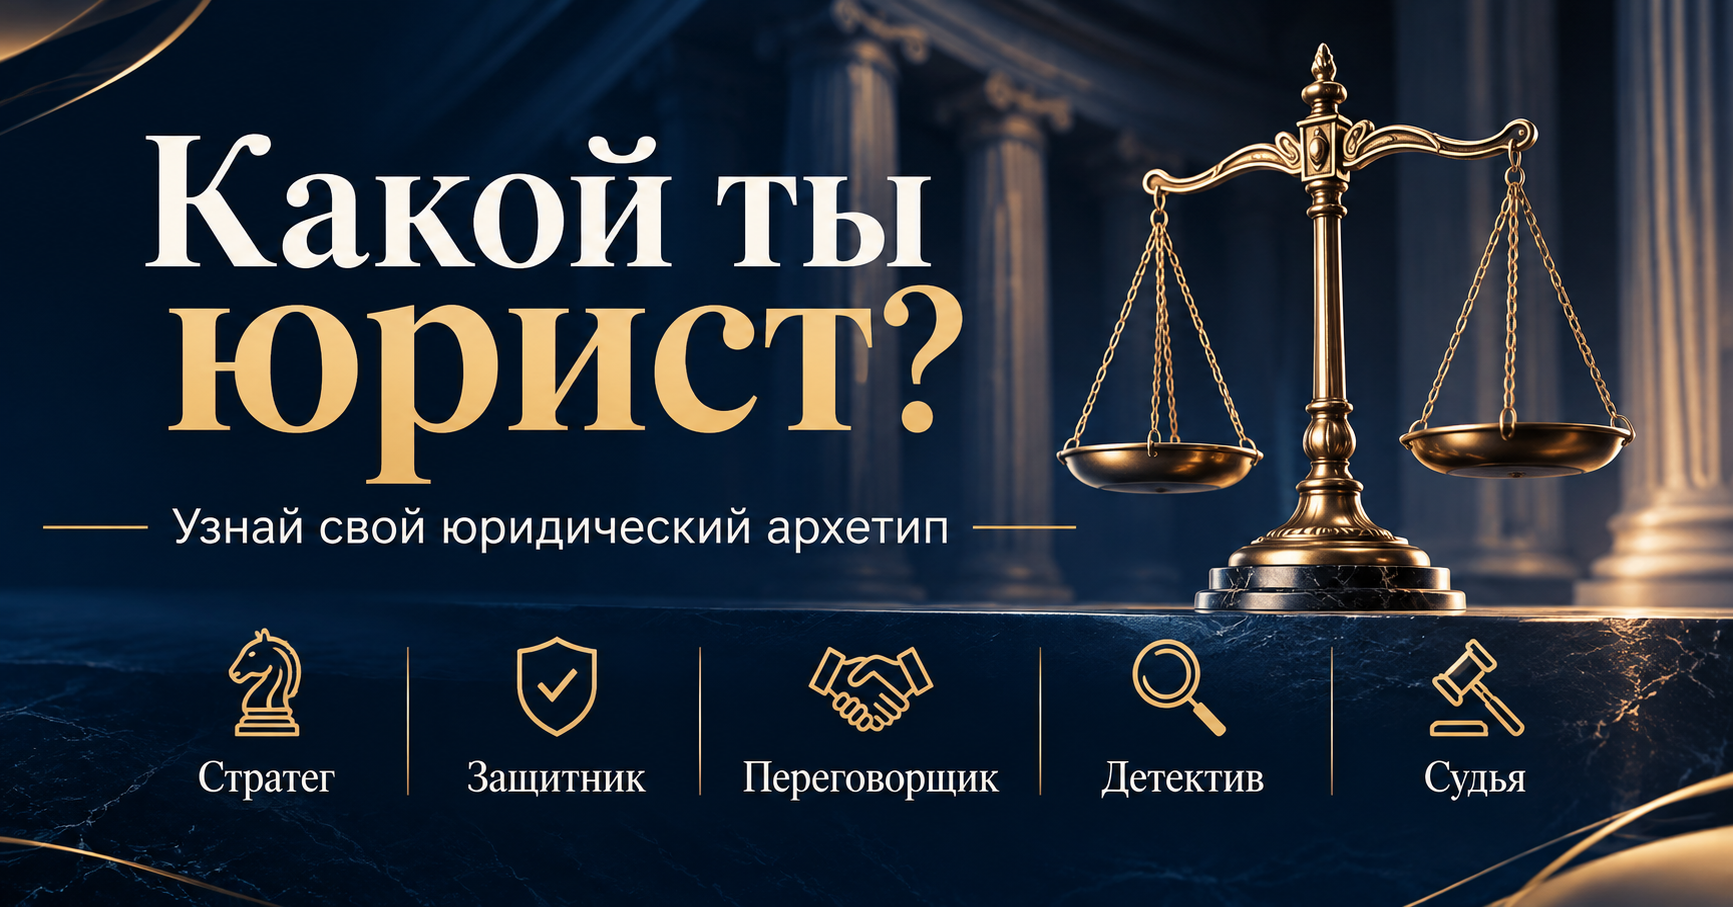 Какой ты
юрист?
Узнай свой юридический архетип
Стратег
Защитник
Переговорщик
Детектив
Судья